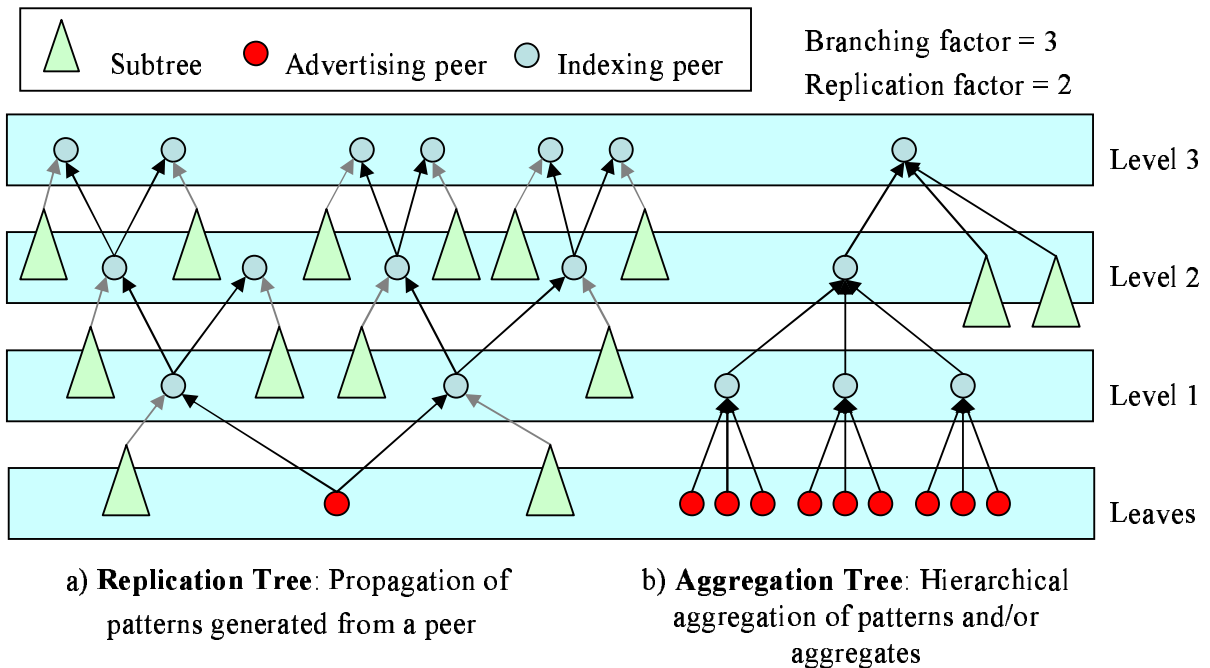 Subtree
Advertising peer
Indexing peer
Branching factor = 3
Replication factor = 2
Level 3
Level 2
Level 1
Leaves
a) Replication Tree: Propagation of
patterns generated from a peer
b) Aggregation Tree: Hierarchical
aggregation of patterns and/or
aggregates